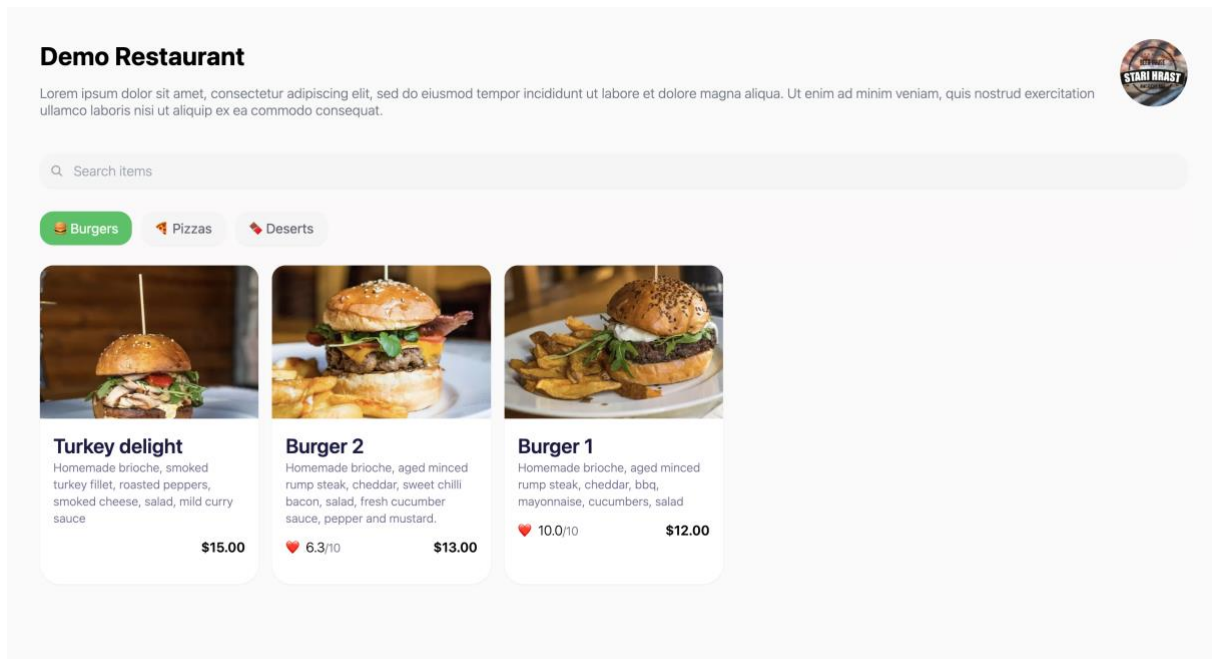 Demo Restaurant
STARI HRAST
Lorem ipsum dolor sit amet, consectetur adipiscing elit, sed do eiusmod tempor incididunt ut labore et dolore magna aliqua. Ut enim ad minim veniam, quis nostrud exercitation
ullamco laboris nisi ut aliquip ex ea commodo consequat.
Search items
🍔 Burgers
🍕 Pizzas
🍫 Deserts
Turkey delight
Homemade brioche, smoked
turkey fillet, roasted peppers,
smoked cheese, salad, mild curry
sauce
$15.00
Burger 2
Homemade brioche, aged minced
rump steak, cheddar, sweet chilli
bacon, salad, fresh cucumber
sauce, pepper and mustard.
❤️ 6.3/10 $13.00
Burger 1
Homemade brioche, aged minced
rump steak, cheddar, bbq,
mayonnaise, cucumbers, salad
❤️ 10.0/10 $12.00